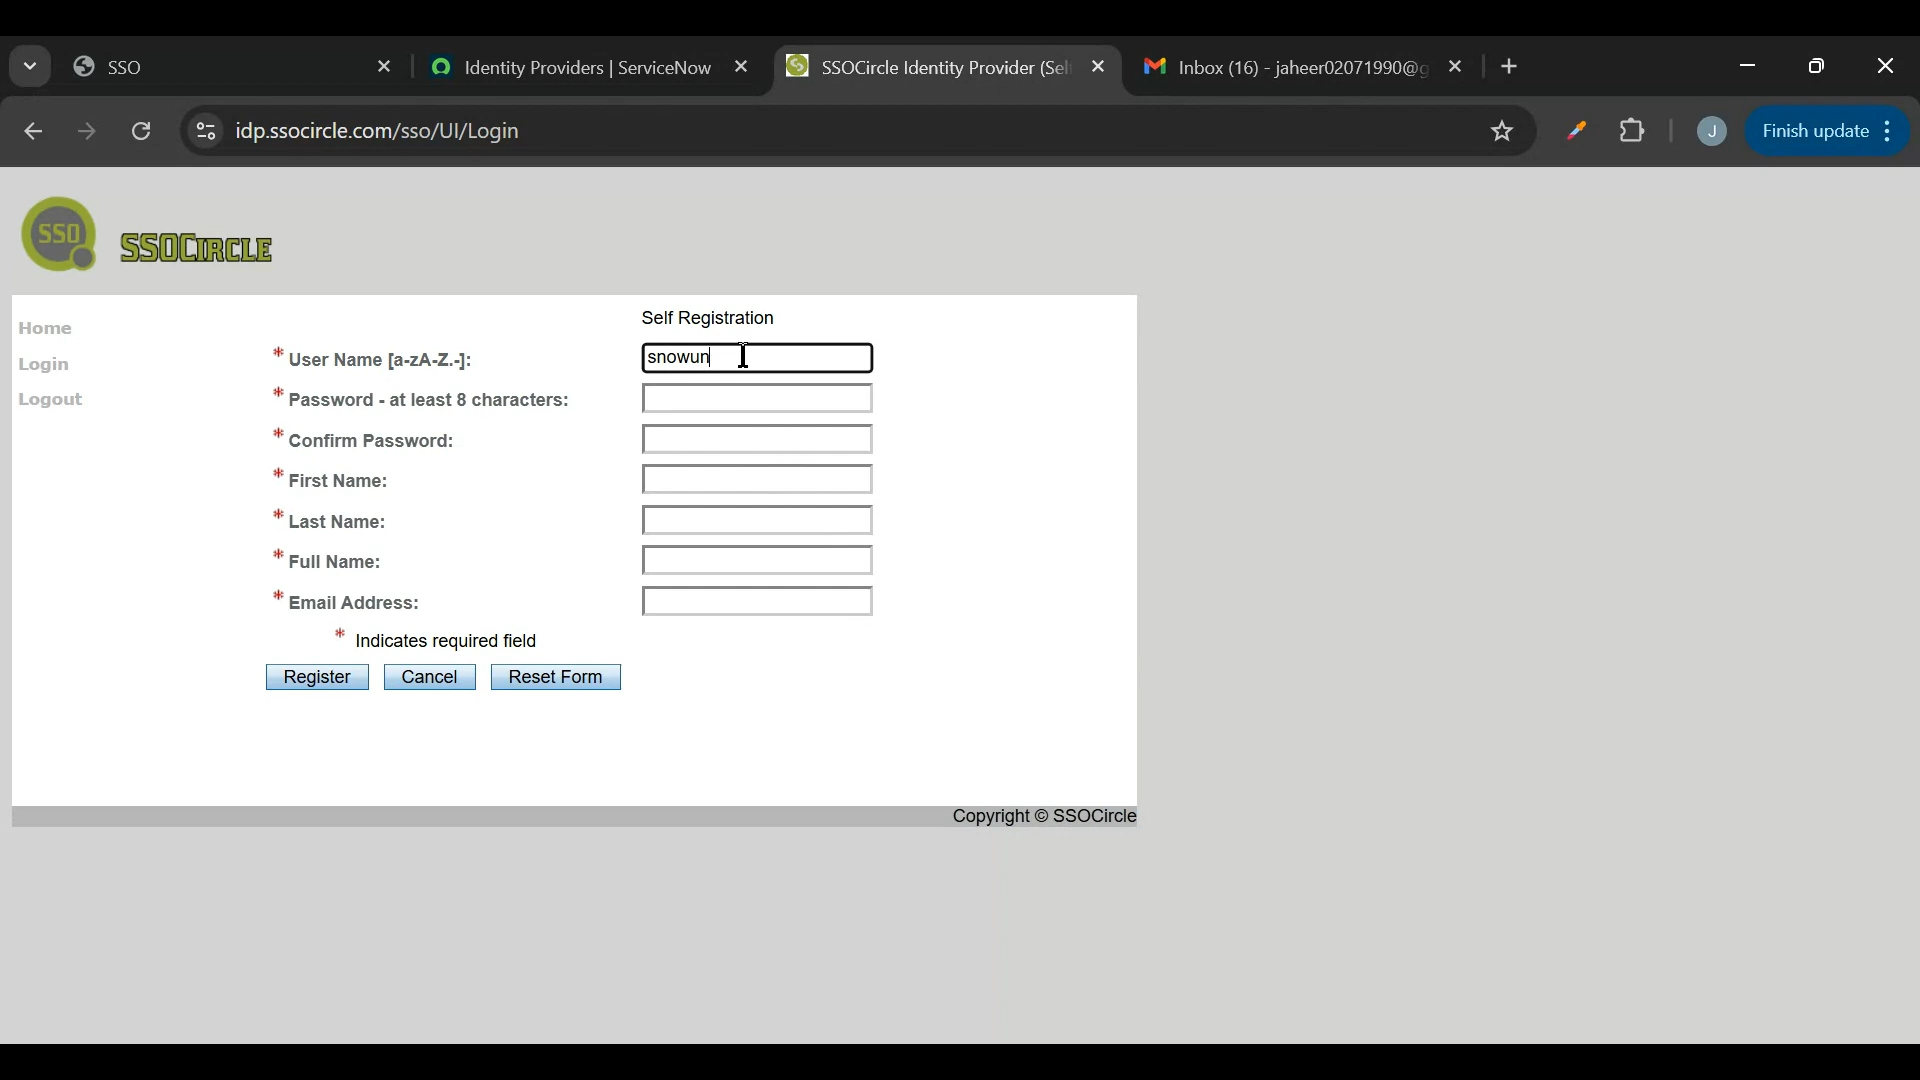 SSO
Identity Providers | ServiceNow
SSOCircle Identity Provider (Sel
Inbox (16) - jaheer02071990@g
idp.ssocircle.com/sso/UI/Login
J
Finish update
SSO SSOCIRCLE
Home
Login
Logout
Self Registration
* User Name [a-zA-Z.-]: snowun
* Password - at least 8 characters:
* Confirm Password:
* First Name:
* Last Name:
* Full Name:
* Email Address:
* Indicates required field
Register Cancel Reset Form
Copyright © SSOCircle